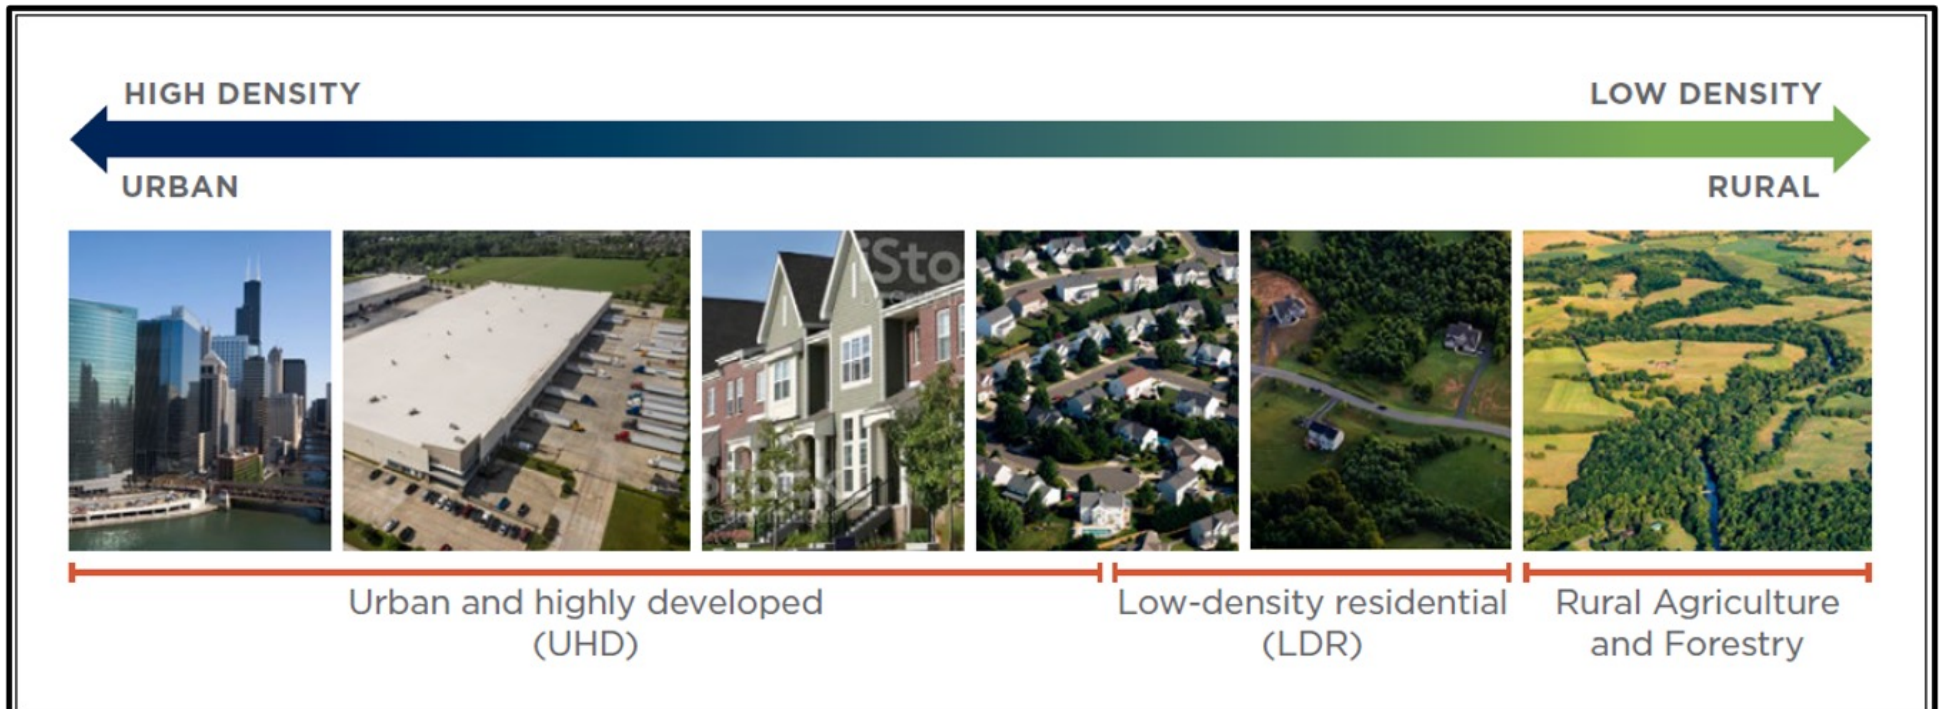 HIGH DENSITY
LOW DENSITY
URBAN
RURAL
iSto
Urban and highly developed
(UHD)
Low-density residential
(LDR)
Rural Agriculture
and Forestry